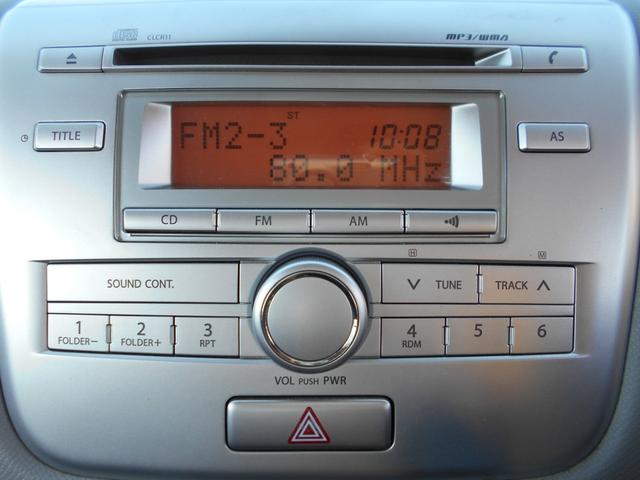 CLCR11
MP3/WMA
TITLE
ST
FM2-3 10:08
80.0 MHz
AS
CD FM AM
SOUND CONT.
H M
TUNE TRACK
1 2 3 4 5 6
FOLDER- FOLDER+ RPT RDM
VOL PUSH PWR